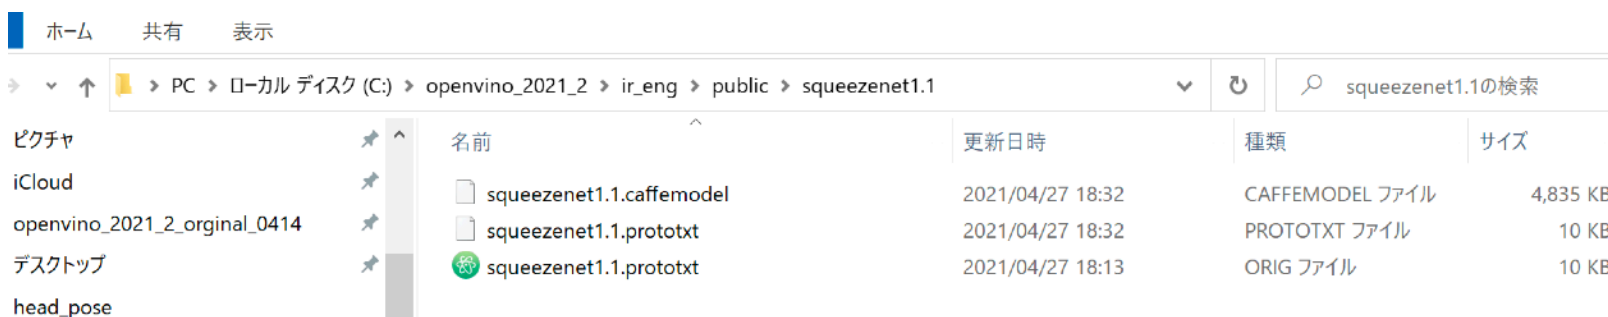 ホーム 共有 表示
PC > ローカル ディスク (C:) > openvino_2021_2 > ir_eng > public > squeezenet1.1 squeezenet1.1の検索
ピクチャ
iCloud
openvino_2021_2_orginal_0414
デスクトップ
head_pose
名前 更新日時 種類 サイズ
squeezenet1.1.caffemodel 2021/04/27 18:32 CAFFEMODEL ファイル 4,835 KB
squeezenet1.1.prototxt 2021/04/27 18:32 PROTOTXT ファイル 10 KB
squeezenet1.1.prototxt 2021/04/27 18:13 ORIG ファイル 10 KB